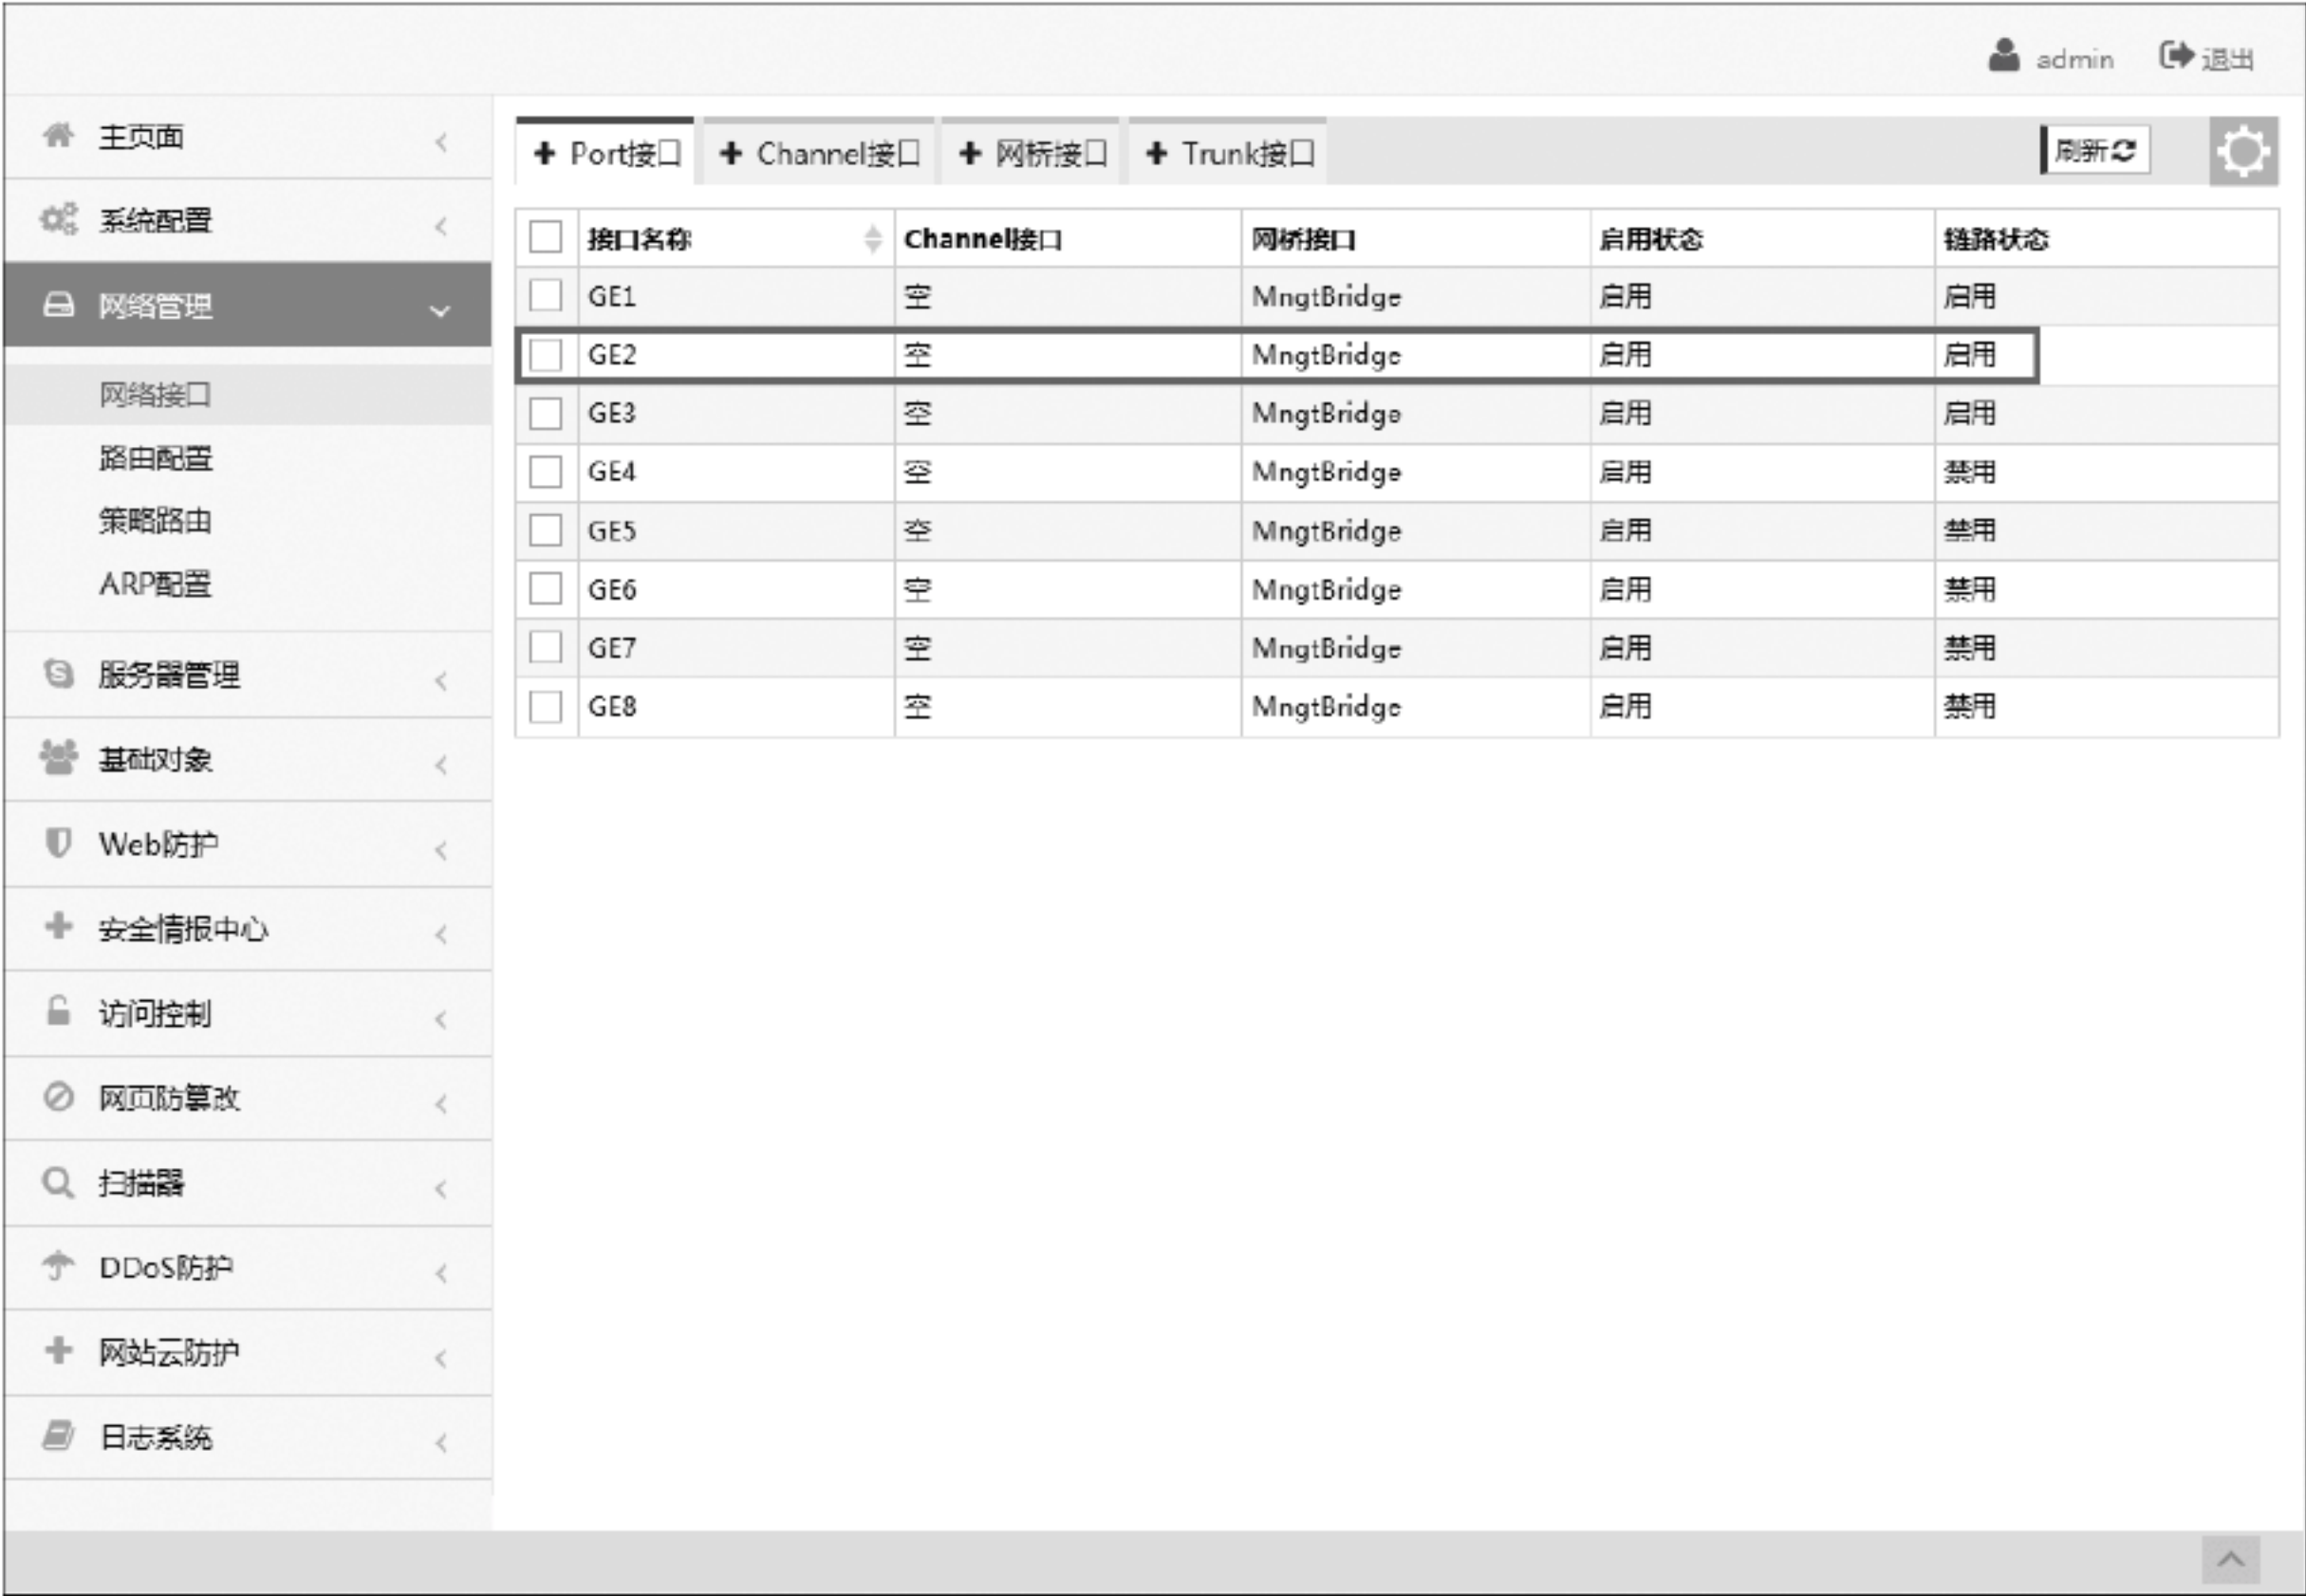 admin 退出
主页面
系统配置
网络管理
网络接口
路由配置
策略路由
ARP配置
服务器管理
基础对象
Web防护
安全情报中心
访问控制
网页防篡改
扫描器
DDoS防护
网站云防护
日志系统
Port接口 Channel接口 网桥接口 Trunk接口 刷新
接口名称 Channel接口 网桥接口 启用状态 链路状态
GE1 空 MngtBridge 启用 启用
GE2 空 MngtBridge 启用 启用
GE3 空 MngtBridge 启用 启用
GE4 空 MngtBridge 启用 禁用
GE5 空 MngtBridge 启用 禁用
GE6 空 MngtBridge 启用 禁用
GE7 空 MngtBridge 启用 禁用
GE8 空 MngtBridge 启用 禁用